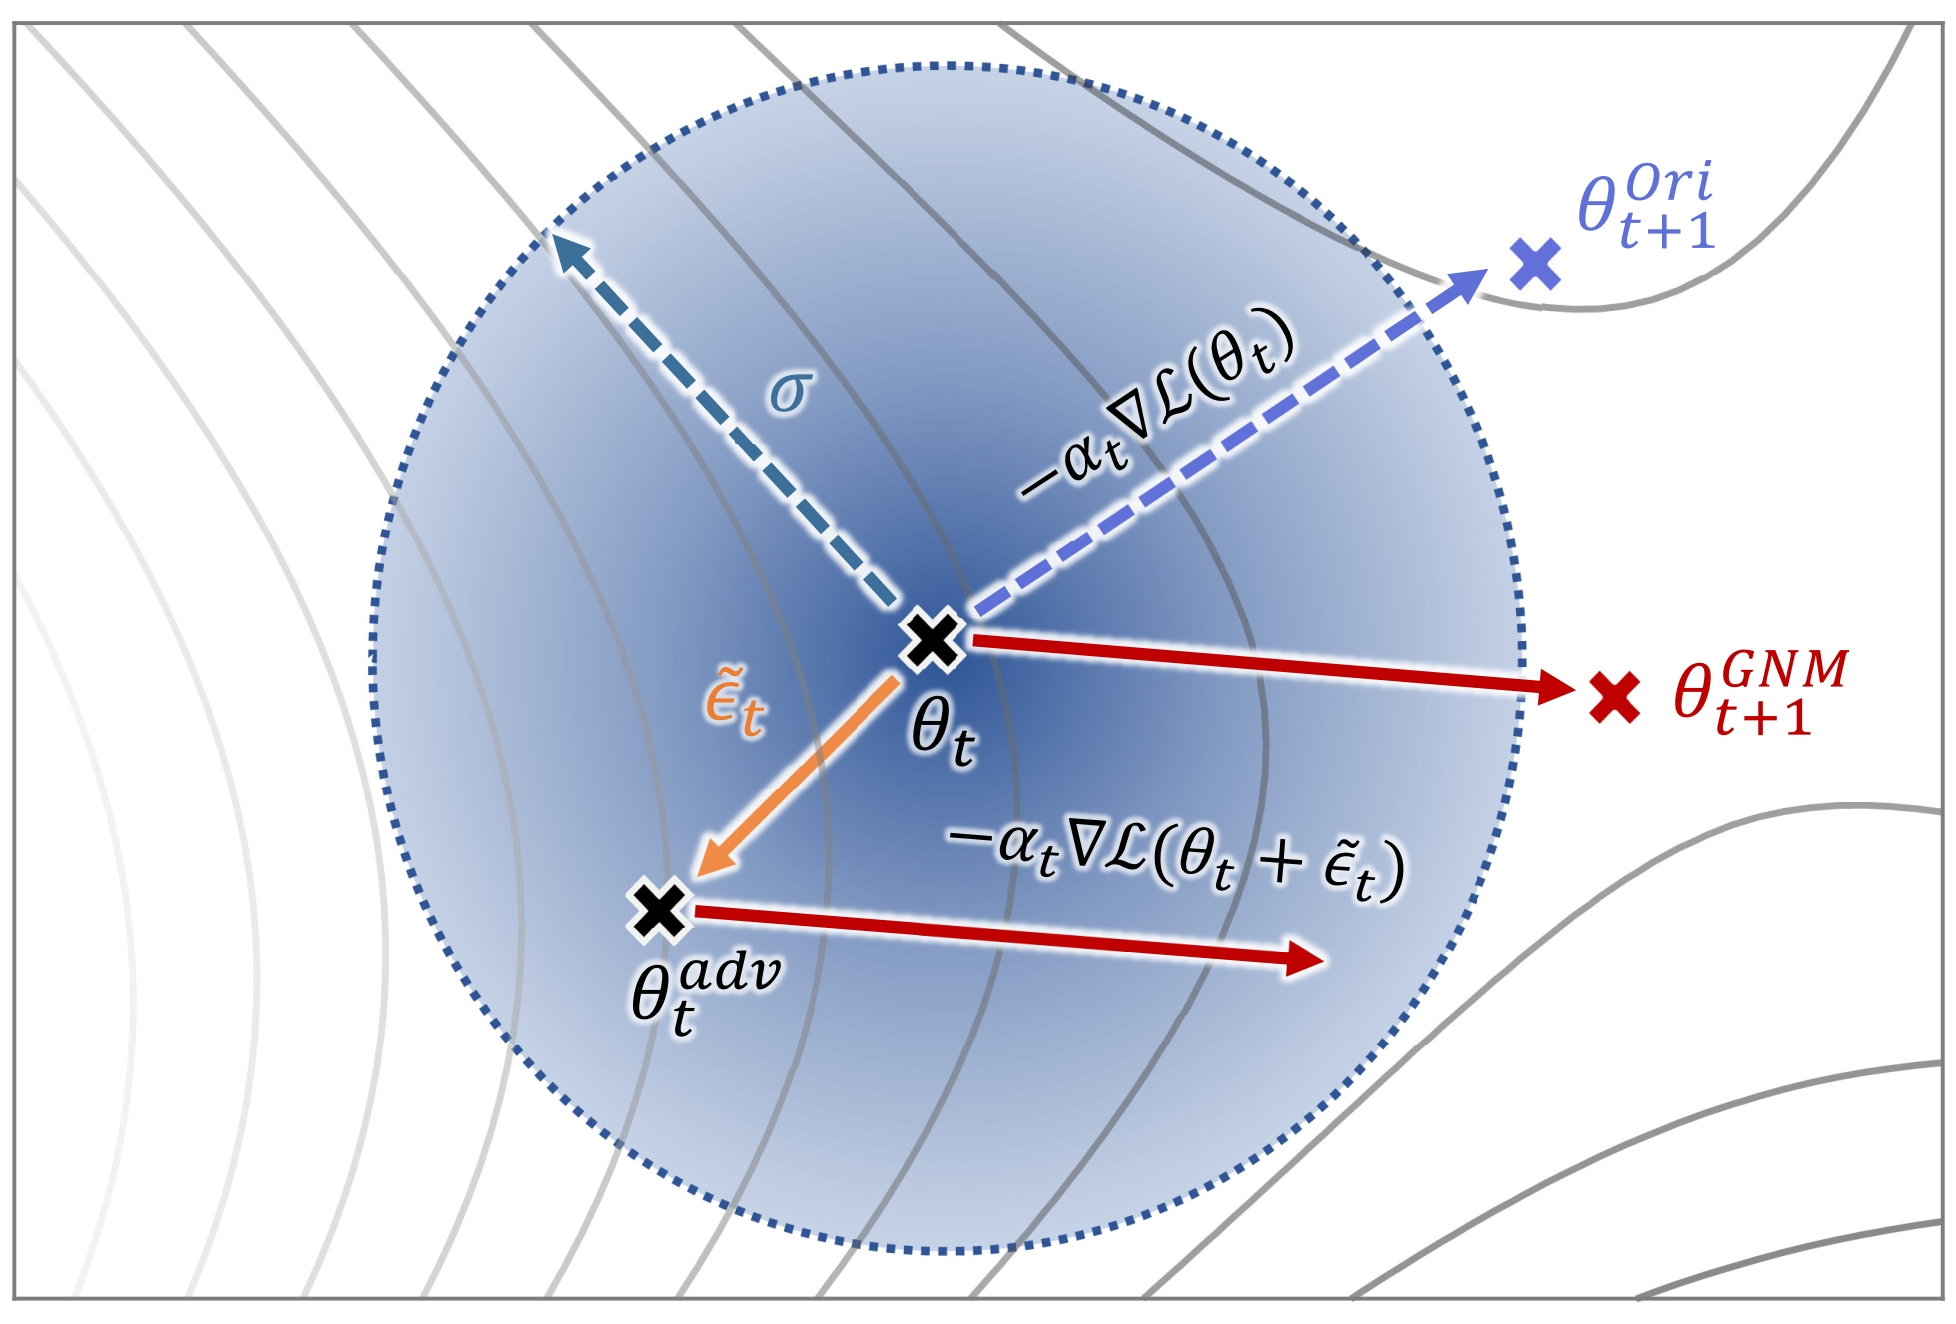 θ_{t+1}^{Ori}
−α_t∇ℒ(θ_t)
σ
θ_{t+1}^{GNM}
ϵ̃_t
θ_t
−α_t∇ℒ(θ_t + ϵ̃_t)
θ_t^{adv}